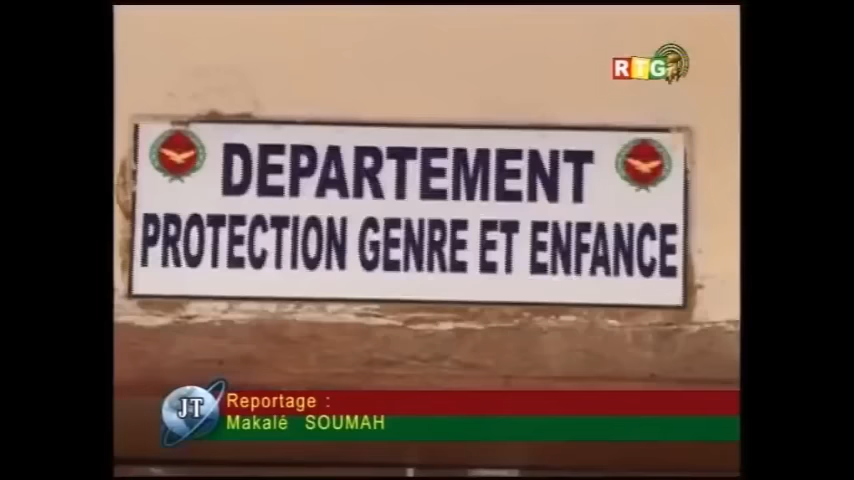 RTG
DEPARTEMENT
PROTECTION GENRE ET ENFANCE
JT
Reportage :
Makalé SOUMAH